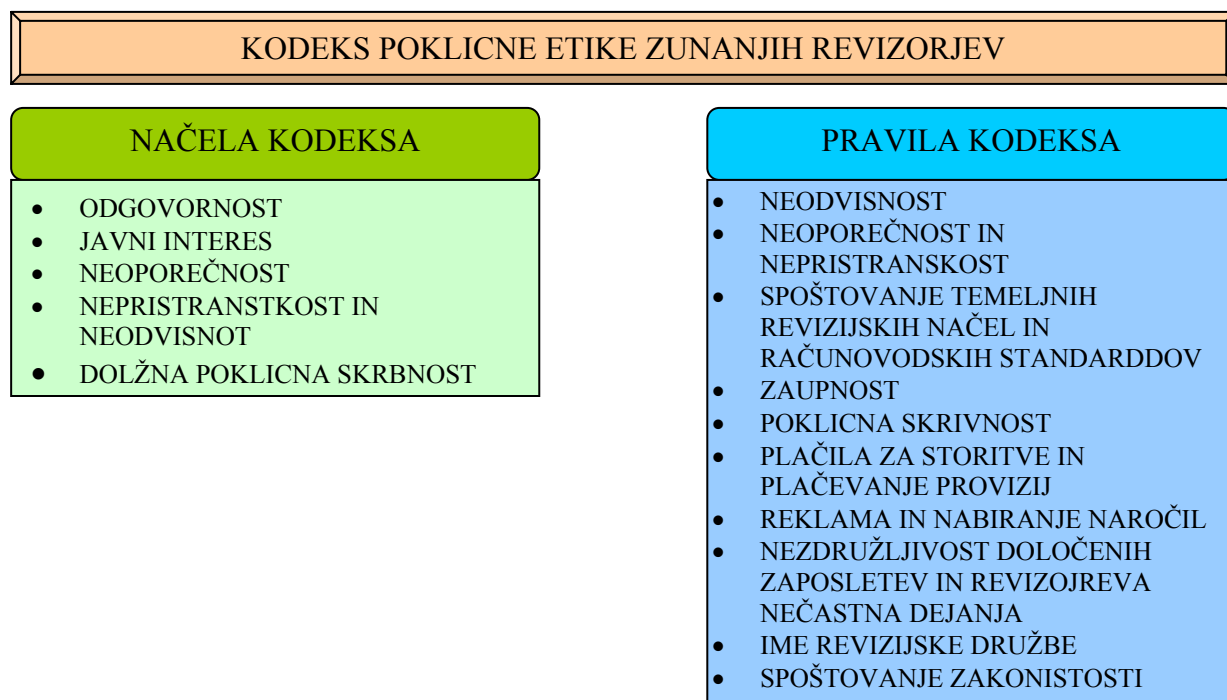 KODEKS POKLICNE ETIKE ZUNANJIH REVIZORJEV
NAČELA KODEKSA
• ODGOVORNOST
• JAVNI INTERES
• NEOPOREČNOST
• NEPRISTRANSTKOST IN
NEODVISNOT
• DOLŽNA POKLICNA SKRBNOST
PRAVILA KODEKSA
• NEODVISNOST
• NEOPOREČNOST IN
NEPRISTRANSKOST
• SPOŠTOVANJE TEMELJNIH
REVIZIJSKIH NAČEL IN
RAČUNOVODSKIH STANDARDDOV
• ZAUPNOST
• POKLICNA SKRIVNOST
• PLAČILA ZA STORITVE IN
PLAČEVANJE PROVIZIJ
• REKLAMA IN NABIRANJE NAROČIL
• NEZDRUŽLJIVOST DOLOČENIH
ZAPOSLETEV IN REVIZOJREVA
NEČASTNA DEJANJA
• IME REVIZIJSKE DRUŽBE
• SPOŠTOVANJE ZAKONISTOSTI